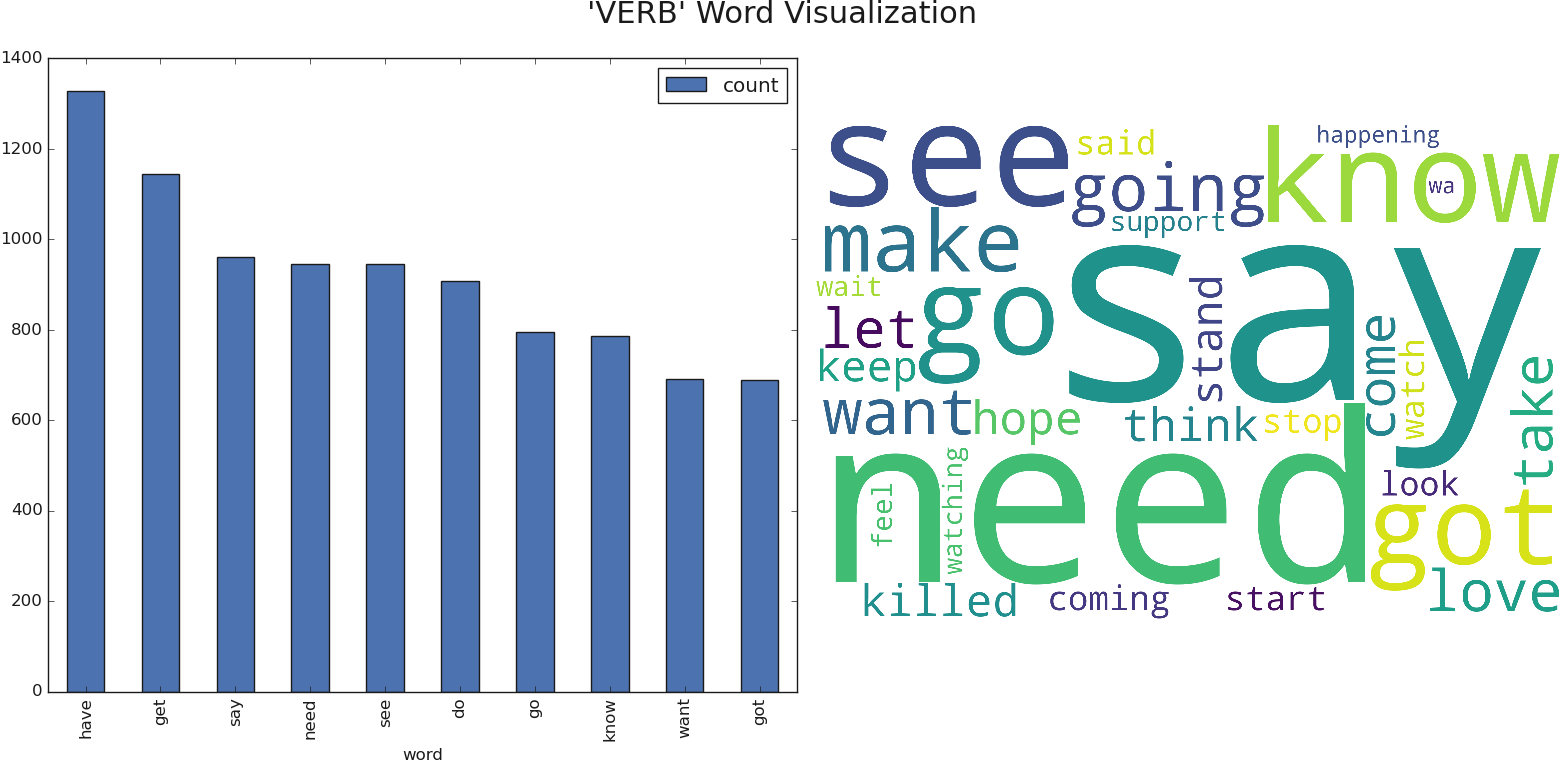 'VERB' Word Visualization
1400
1200
1000
800
600
400
200
0
count
have
get
say
need
see
do
go
know
want
got
word
see
said
going
support
know
happening
wa
make
wait
let
keep
go
say
stand
come
watch
take
want
hope
think
stop
need
feel
watching
look
got
killed
coming
start
love